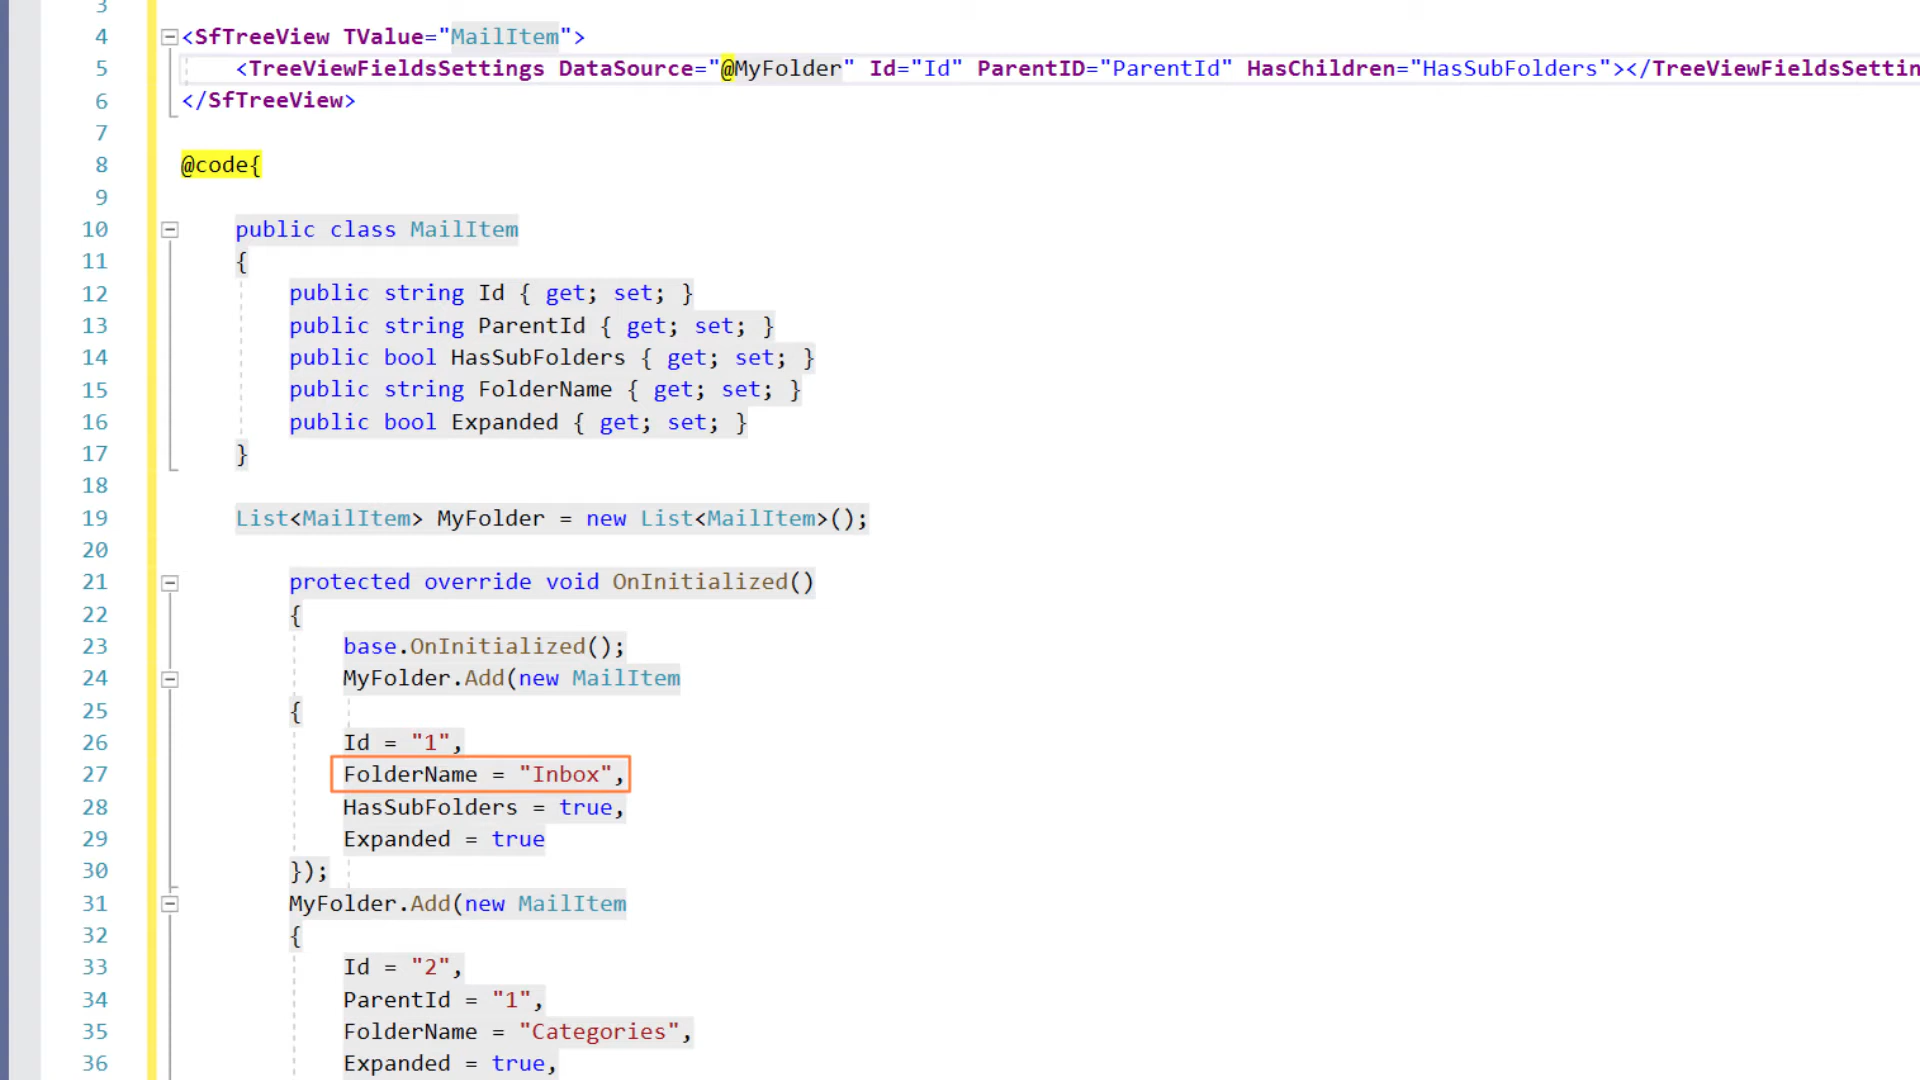 3
4 <SfTreeView TValue="MailItem">
5 <TreeViewFieldsSettings DataSource="@MyFolder" Id="Id" ParentID="ParentId" HasChildren="HasSubFolders"></TreeViewFieldsSettin
6 </SfTreeView>
7
8 @code{
9
10 public class MailItem
11 {
12 public string Id { get; set; }
13 public string ParentId { get; set; }
14 public bool HasSubFolders { get; set; }
15 public string FolderName { get; set; }
16 public bool Expanded { get; set; }
17 }
18
19 List<MailItem> MyFolder = new List<MailItem>();
20
21 protected override void OnInitialized()
22 {
23 base.OnInitialized();
24 MyFolder.Add(new MailItem
25 {
26 Id = "1",
27 FolderName = "Inbox",
28 HasSubFolders = true,
29 Expanded = true
30 });
31 MyFolder.Add(new MailItem
32 {
33 Id = "2",
34 ParentId = "1",
35 FolderName = "Categories",
36 Expanded = true,